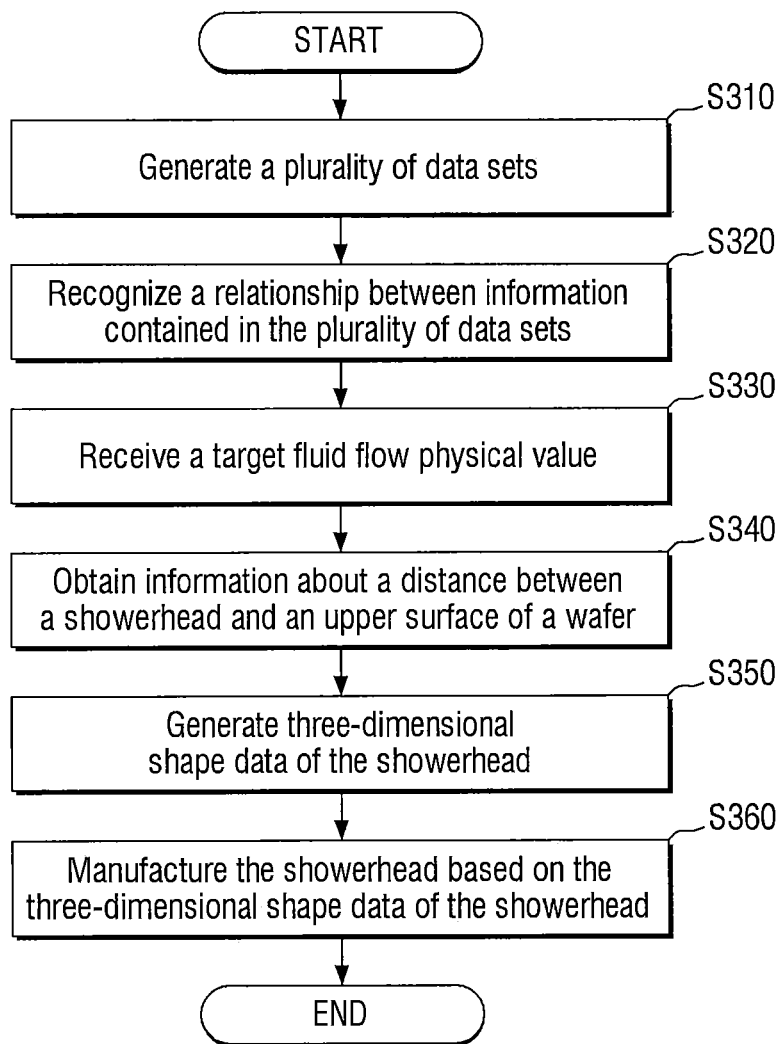 START
S310
Generate a plurality of data sets
S320
Recognize a relationship between information
contained in the plurality of data sets
S330
Receive a target fluid flow physical value
S340
Obtain information about a distance between
a showerhead and an upper surface of a wafer
S350
Generate three-dimensional
shape data of the showerhead
S360
Manufacture the showerhead based on the
three-dimensional shape data of the showerhead
END